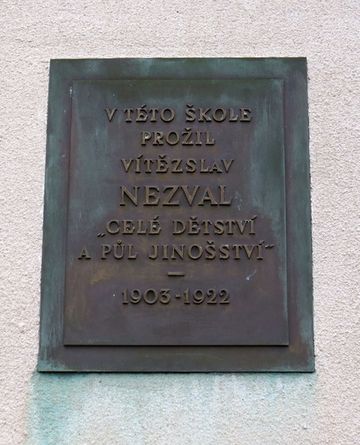 V TÉTO ŠKOLE
PROŽIL
VÍTĚZSLAV
NEZVAL
„CELÉ DĚTSTVÍ
A PŮL JINOŠSTVÍ“
—
1903-1922